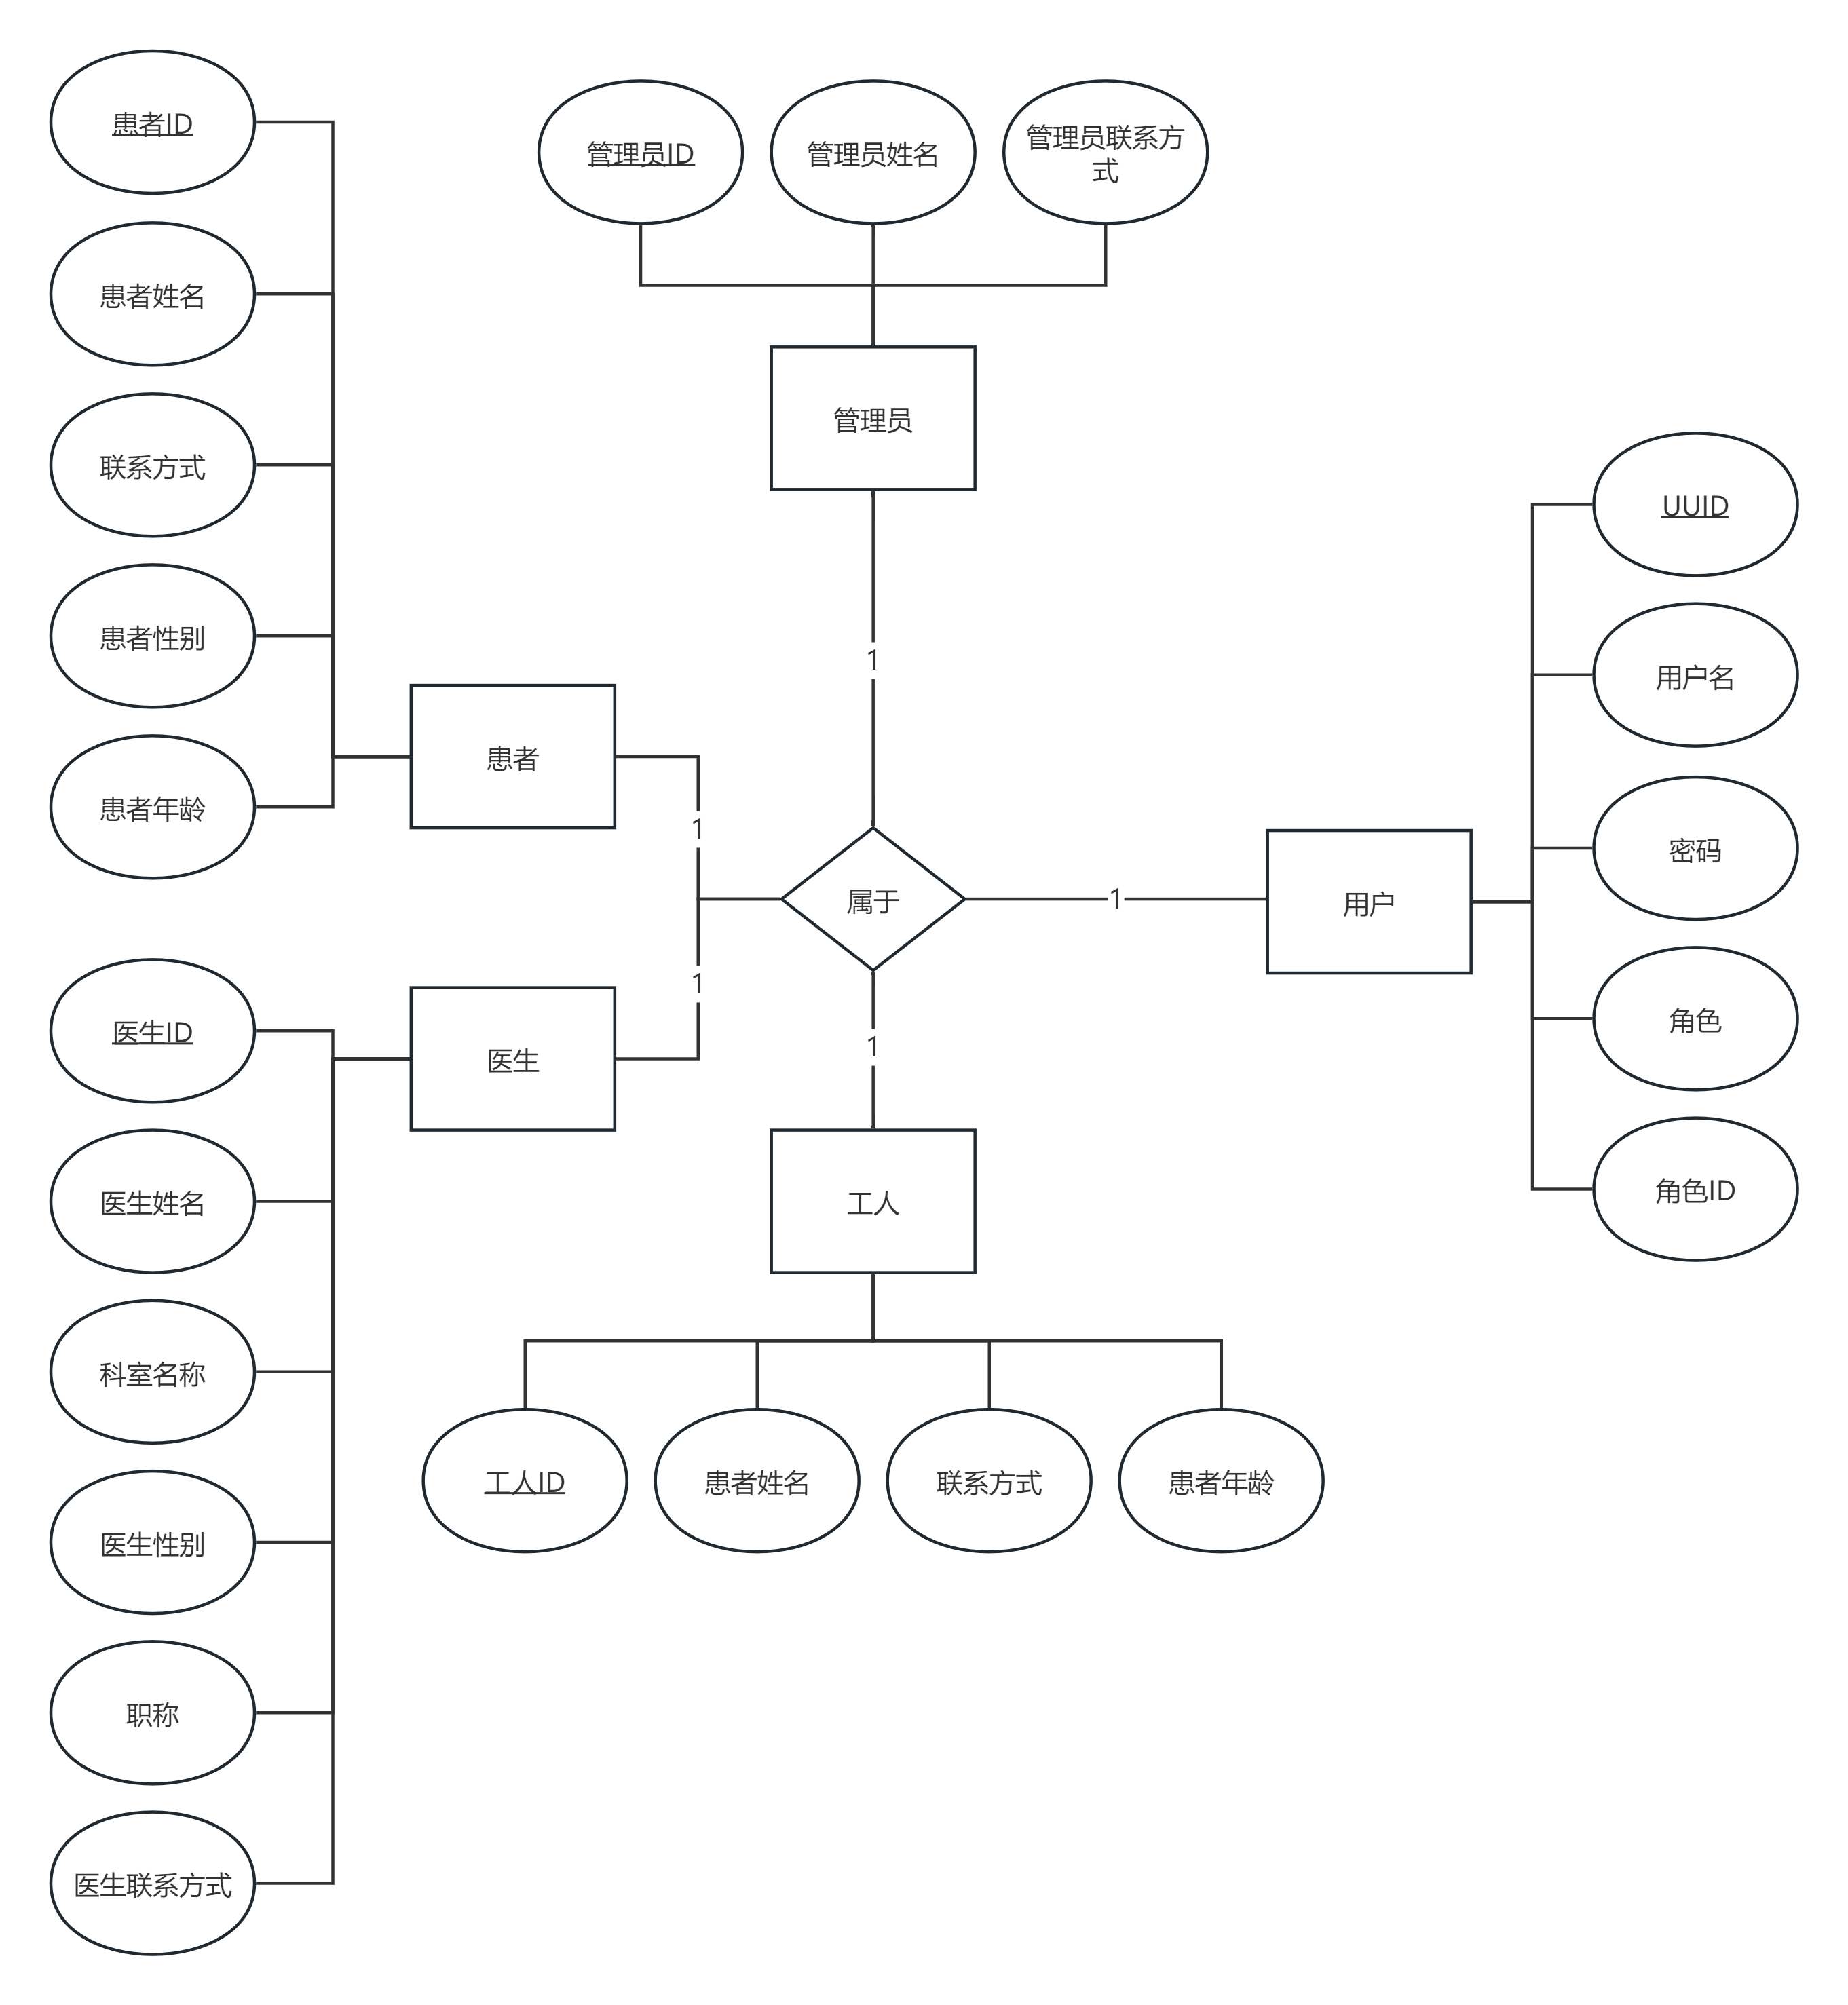 患者ID
患者姓名
联系方式
患者性别
患者年龄
管理员ID
管理员姓名
管理员联系方
式
管理员
1
患者
1
属于
1
用户
UUID
用户名
密码
角色
角色ID
1
医生
医生ID
医生姓名
科室名称
医生性别
职称
医生联系方式
1
工人
工人ID
患者姓名
联系方式
患者年龄